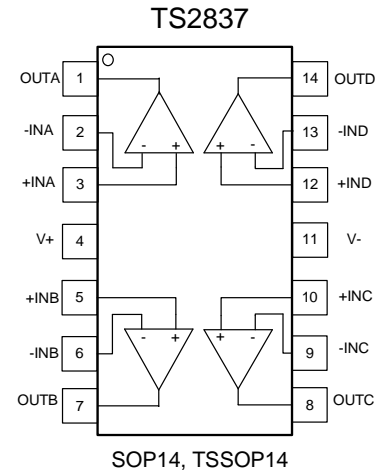 TS2837
OUTA 1 14 OUTD
-INA 2 13 -IND
- + + -
+INA 3 12 +IND
V+ 4 11 V-
+INB 5 10 +INC
- + + -
-INB 6 9 -INC
OUTB 7 8 OUTC
SOP14, TSSOP14